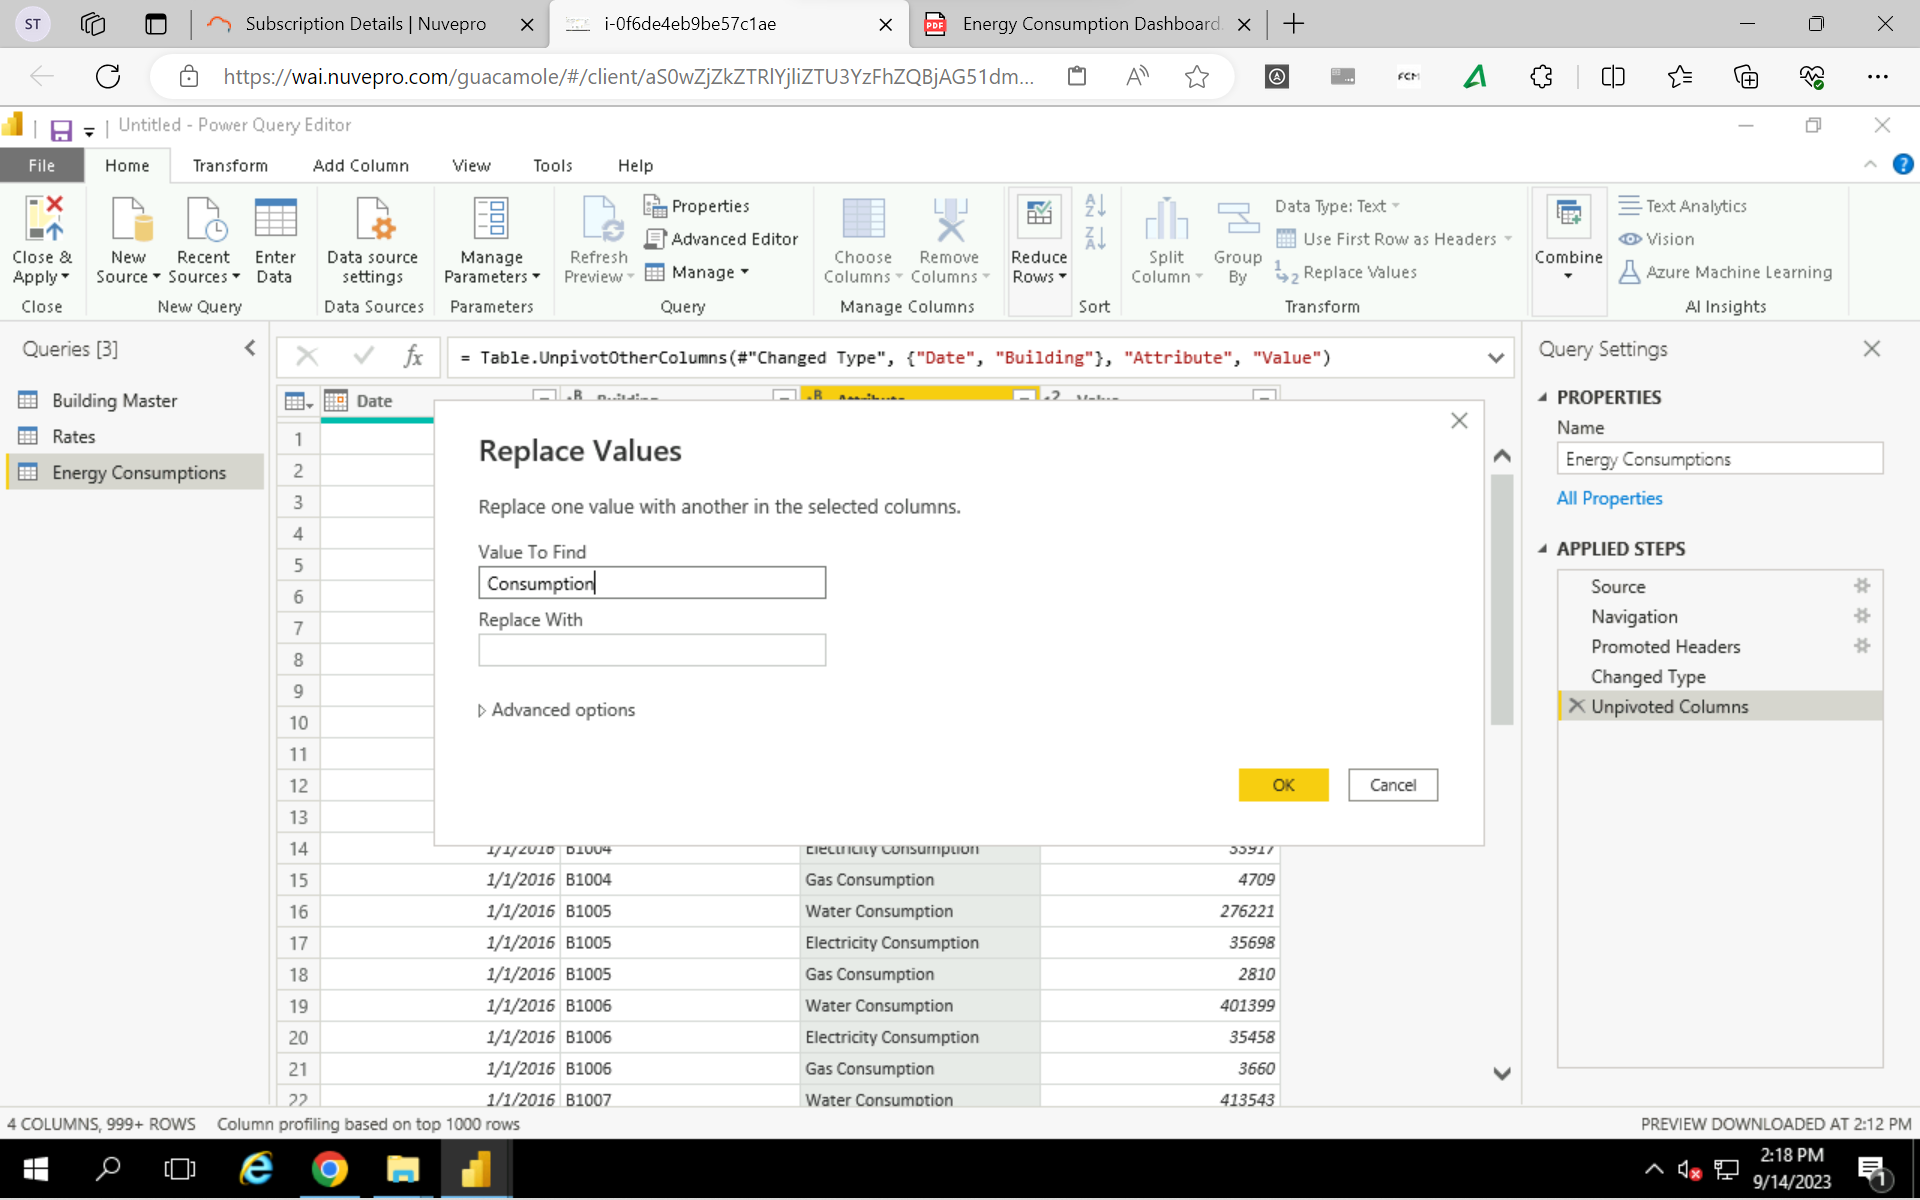 ST
Subscription Details | Nuvepro
i-0f6de4eb9be57c1ae
Energy Consumption Dashboard.
https://wai.nuvepro.com/guacamole/#/client/aS0wZjZkZTRlYjliZTU3YzFhZQBjAG51dm...
FCM
Untitled - Power Query Editor
File
Home
Transform
Add Column
View
Tools
Help
Close & Apply
New Source
Recent Sources
Enter Data
Data source settings
Manage Parameters
Refresh Preview
Properties
Advanced Editor
Manage
Choose Columns
Remove Columns
Reduce Rows
Split Column
Group By
Data Type: Text
Use First Row as Headers
Replace Values
Combine
Text Analytics
Vision
Azure Machine Learning
Close
New Query
Data Sources
Parameters
Query
Manage Columns
Sort
Transform
AI Insights
Queries [3]
Building Master
Rates
Energy Consumptions
= Table.UnpivotOtherColumns(#"Changed Type", {"Date", "Building"}, "Attribute", "Value")
Date
Building
Attribute
Value
1
2
3
4
5
6
7
8
9
10
11
12
13
Replace Values
Replace one value with another in the selected columns.
Value To Find
Consumption
Replace With
Advanced options
OK
Cancel
14 1/1/2016 B1004 Electricity Consumption 33917
15 1/1/2016 B1004 Gas Consumption 4709
16 1/1/2016 B1005 Water Consumption 276221
17 1/1/2016 B1005 Electricity Consumption 35698
18 1/1/2016 B1005 Gas Consumption 2810
19 1/1/2016 B1006 Water Consumption 401399
20 1/1/2016 B1006 Electricity Consumption 35458
21 1/1/2016 B1006 Gas Consumption 3660
22 1/1/2016 B1007 Water Consumption 413543
Query Settings
PROPERTIES
Name
Energy Consumptions
All Properties
APPLIED STEPS
Source
Navigation
Promoted Headers
Changed Type
Unpivoted Columns
4 COLUMNS, 999+ ROWS
Column profiling based on top 1000 rows
PREVIEW DOWNLOADED AT 2:12 PM
2:18 PM
9/14/2023
1